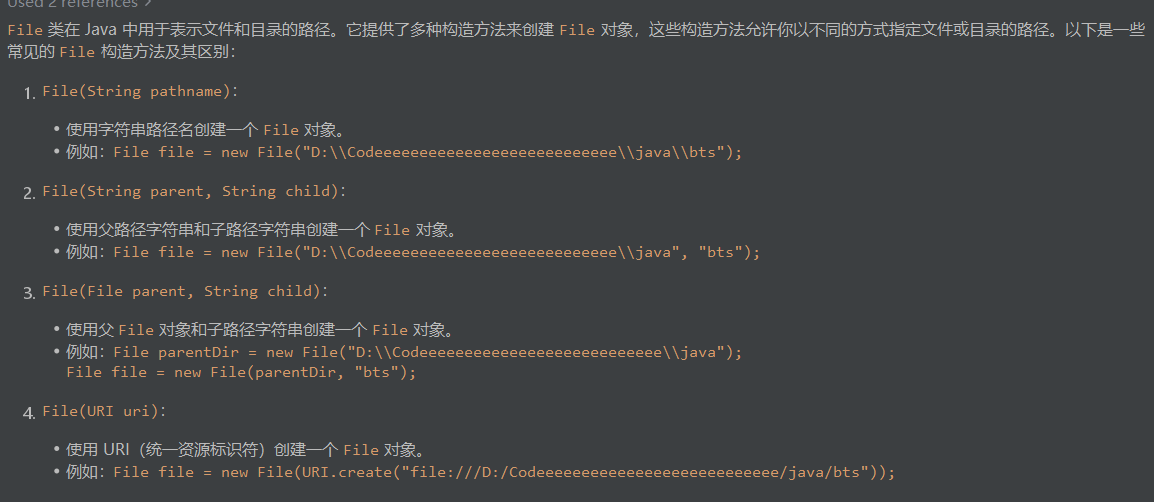 Used 2 references >
File 类在 Java 中用于表示文件和目录的路径。它提供了多种构造方法来创建 File 对象，这些构造方法允许你以不同的方式指定文件或目录的路径。以下是一些
常见的 File 构造方法及其区别：
1. File(String pathname)：
• 使用字符串路径名创建一个 File 对象。
• 例如：File file = new File("D:\\Codeeeeeeeeeeeeeeeeeeeeeeeeeee\\java\\bts");
2. File(String parent, String child)：
• 使用父路径字符串和子路径字符串创建一个 File 对象。
• 例如：File file = new File("D:\\Codeeeeeeeeeeeeeeeeeeeeeeeeeee\\java", "bts");
3. File(File parent, String child)：
• 使用父 File 对象和子路径字符串创建一个 File 对象。
• 例如：File parentDir = new File("D:\\Codeeeeeeeeeeeeeeeeeeeeeeeeeee\\java");
File file = new File(parentDir, "bts");
4. File(URI uri)：
• 使用 URI（统一资源标识符）创建一个 File 对象。
• 例如：File file = new File(URI.create("file:///D:/Codeeeeeeeeeeeeeeeeeeeeeeeeeee/java/bts"));